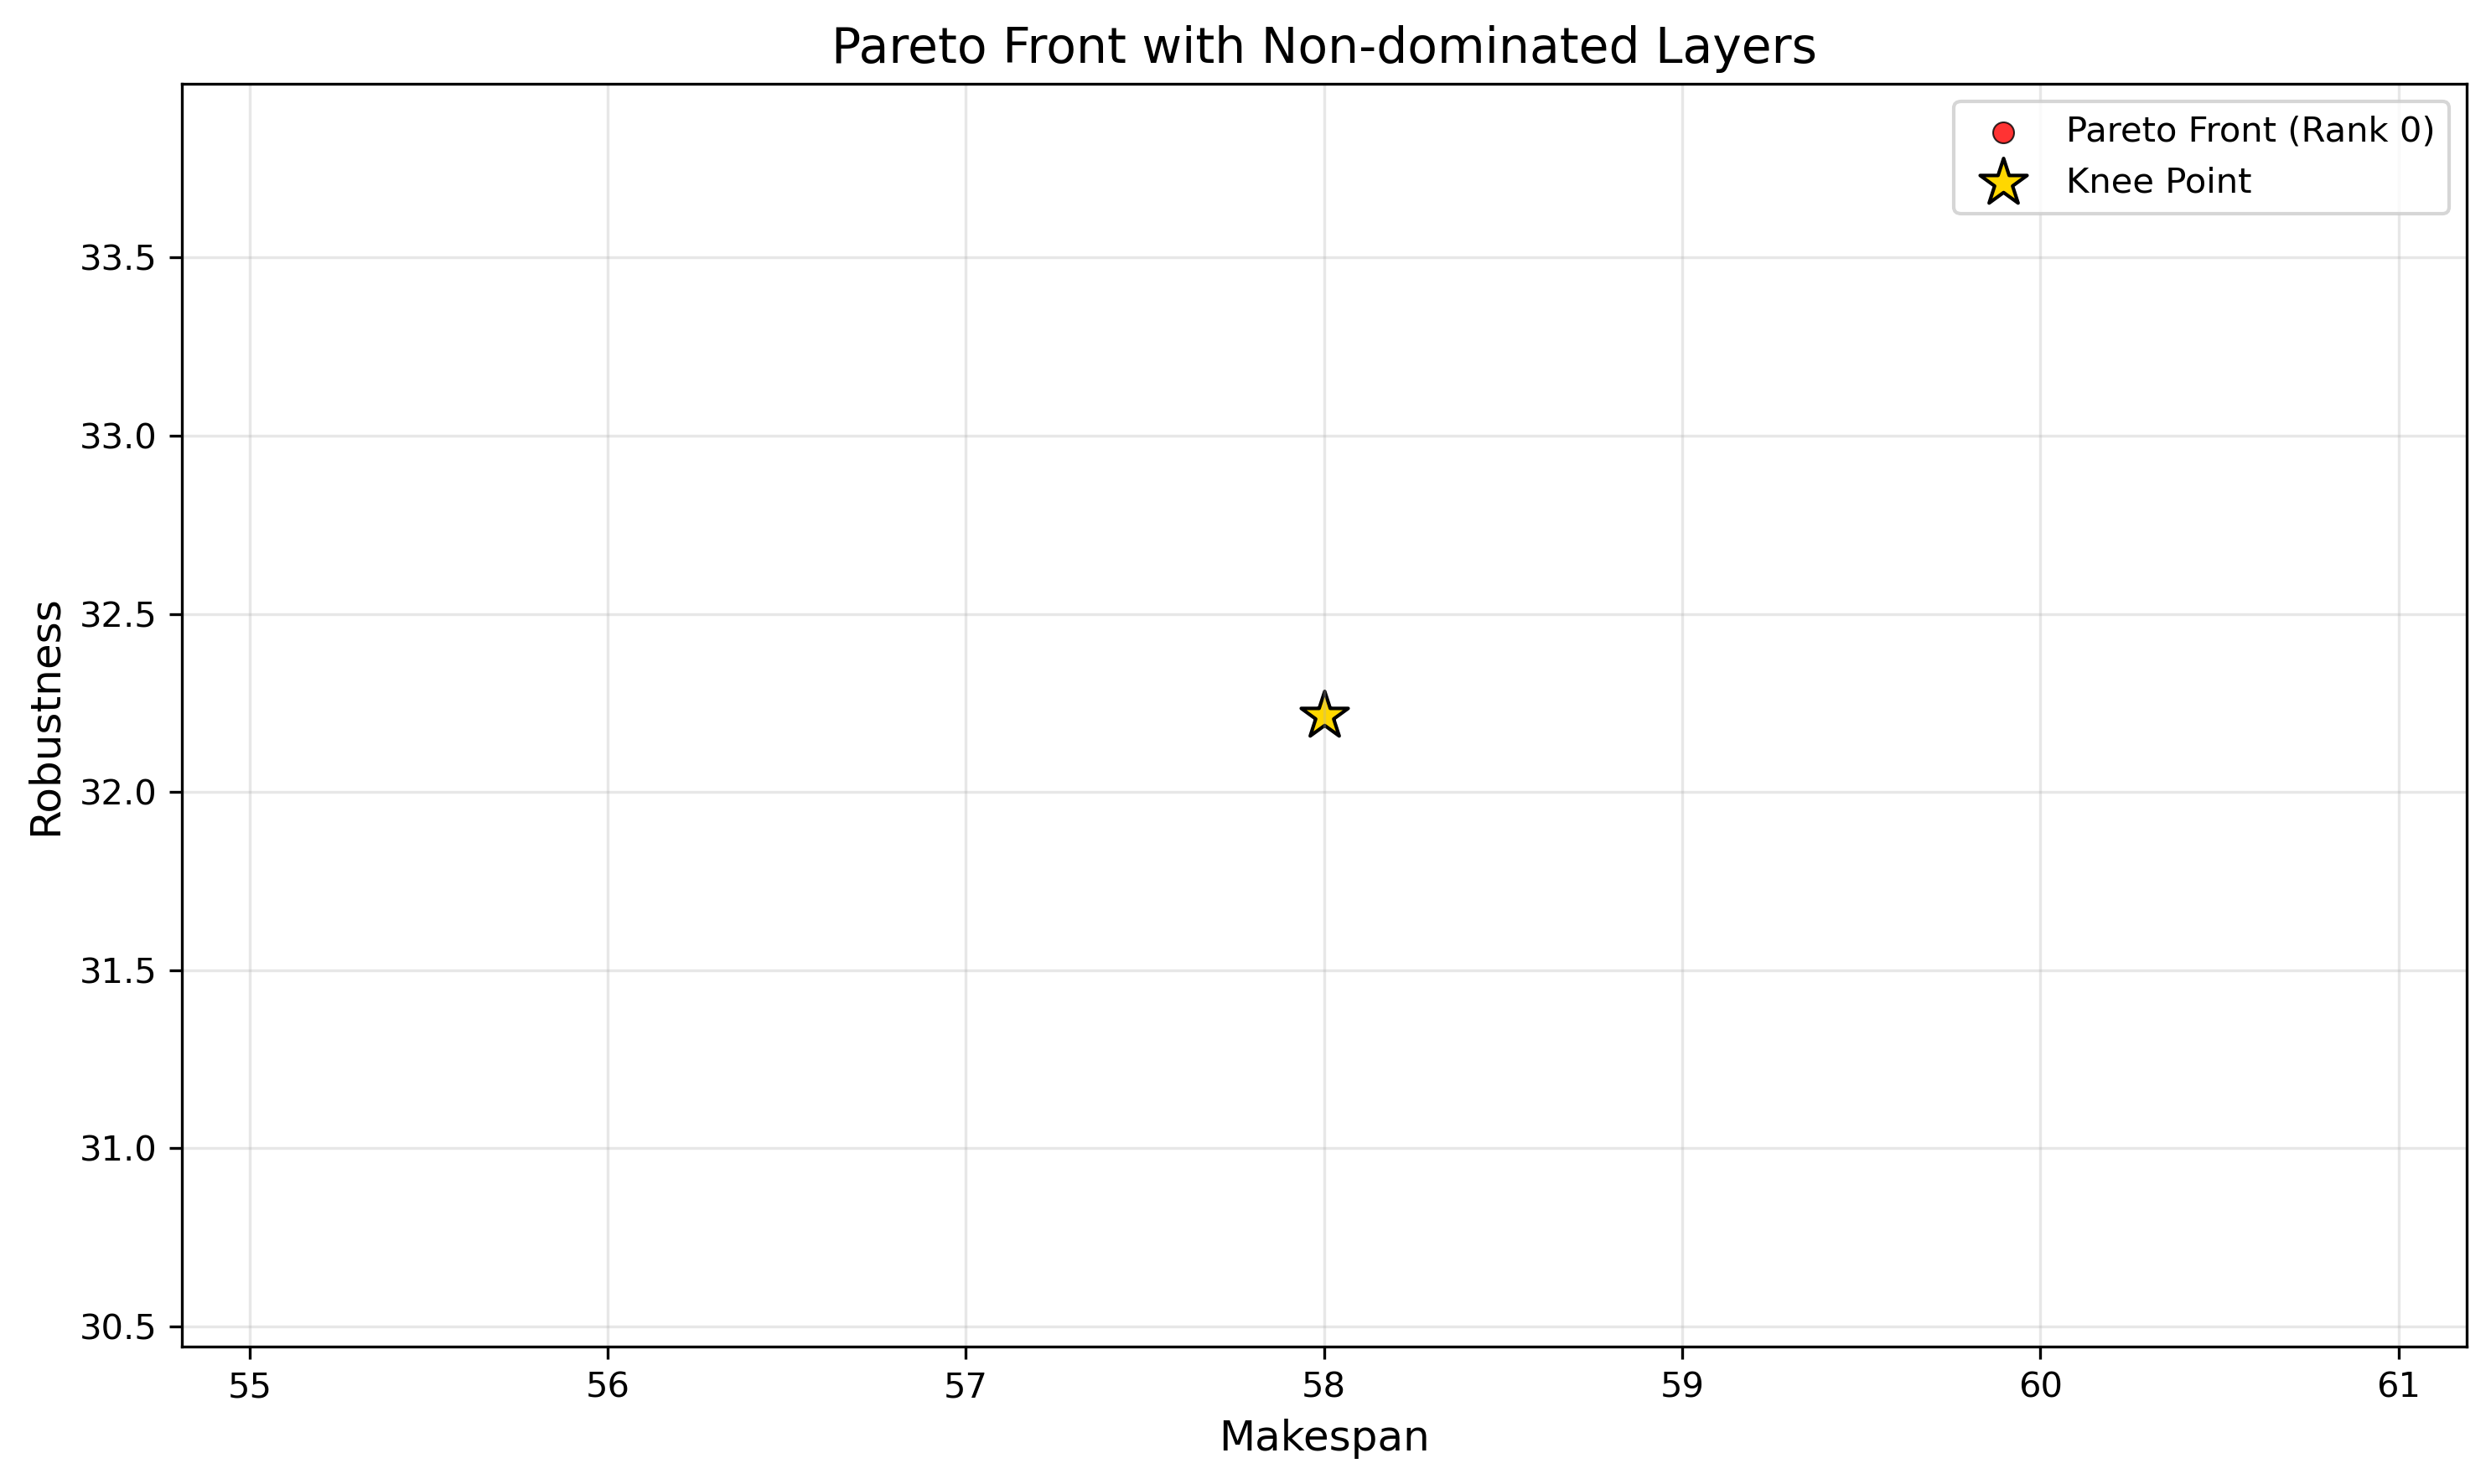 Pareto Front with Non-dominated Layers
Pareto Front (Rank 0)
Knee Point
Robustness
33.5
33.0
32.5
32.0
31.5
31.0
30.5
55 56 57 58 59 60 61
Makespan